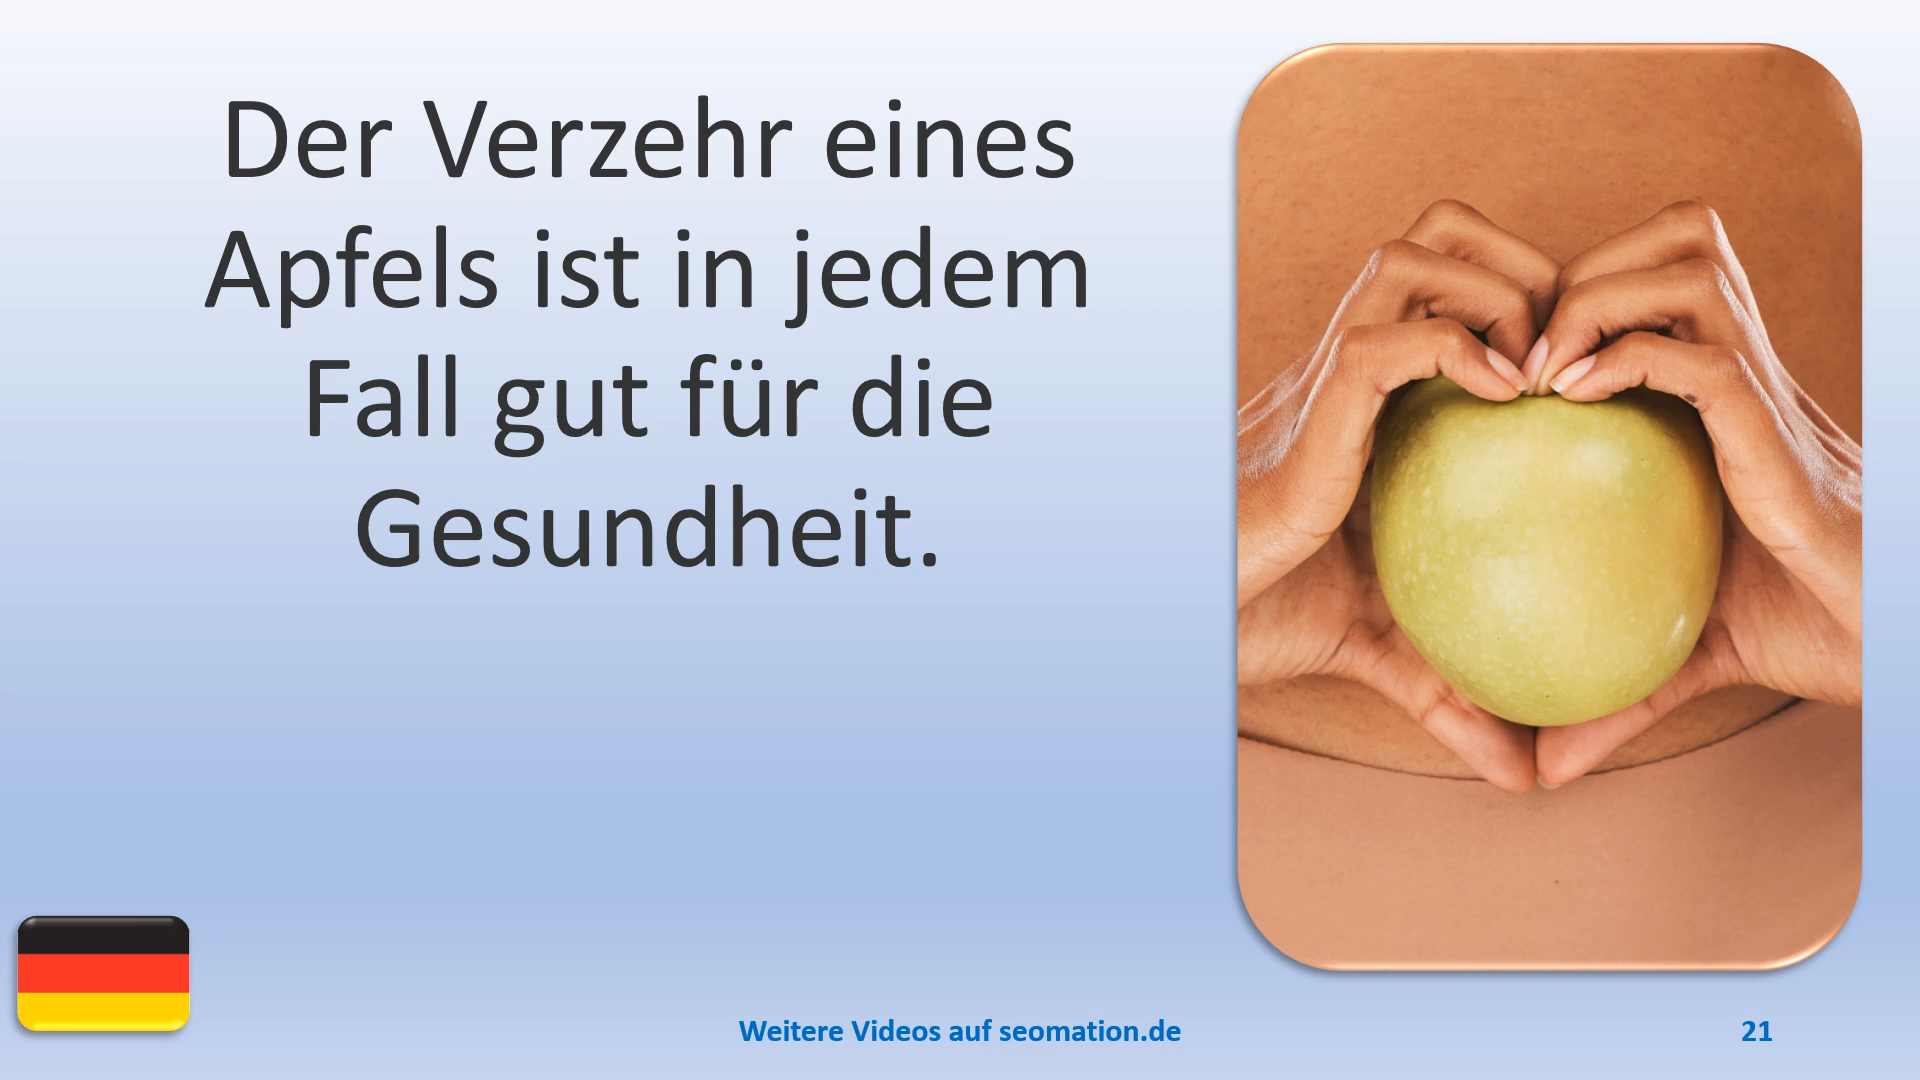 Der Verzehr eines
Apfels ist in jedem
Fall gut für die
Gesundheit.
Weitere Videos auf seomation.de
21